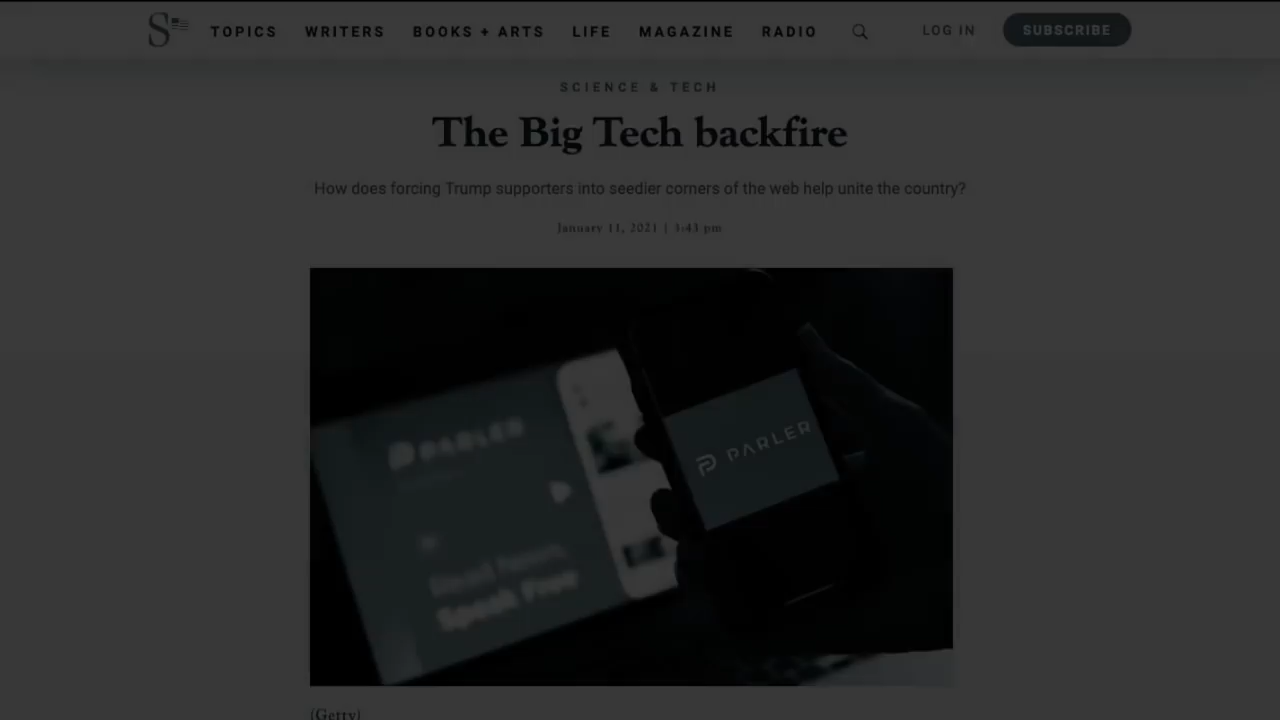 S
TOPICS WRITERS BOOKS + ARTS LIFE MAGAZINE RADIO LOG IN SUBSCRIBE
SCIENCE & TECH
The Big Tech backfire
How does forcing Trump supporters into seedier corners of the web help unite the country?
January 11, 2021 | 3:43 pm
PARLER
PARLER
Speak Free
(Getty)